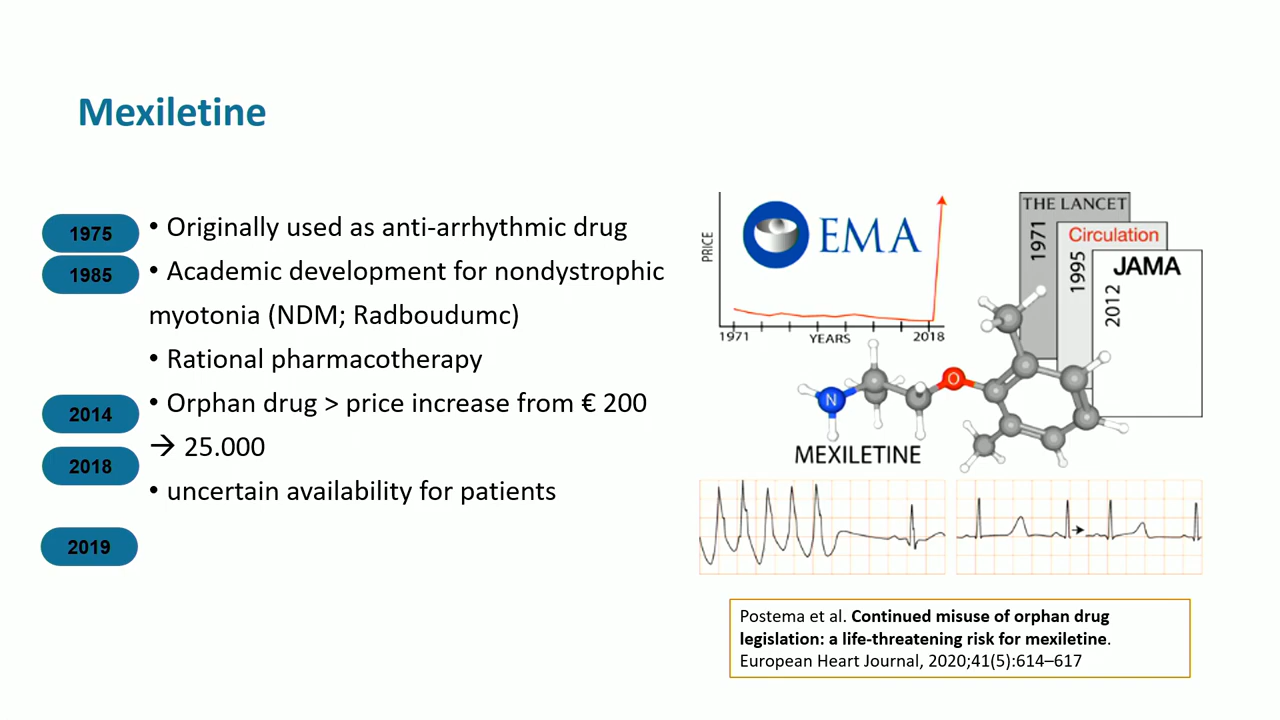 Mexiletine
1975
• Originally used as anti-arrhythmic drug
1985
• Academic development for nondystrophic
myotonia (NDM; Radboudumc)
• Rational pharmacotherapy
2014
• Orphan drug > price increase from € 200
→ 25.000
2018
• uncertain availability for patients
2019
PRICE
EMA
1971
YEARS
2018
THE LANCET
1971
Circulation
1995
JAMA
2012
N
O
MEXILETINE
Postema et al. Continued misuse of orphan drug
legislation: a life-threatening risk for mexiletine.
European Heart Journal, 2020;41(5):614–617